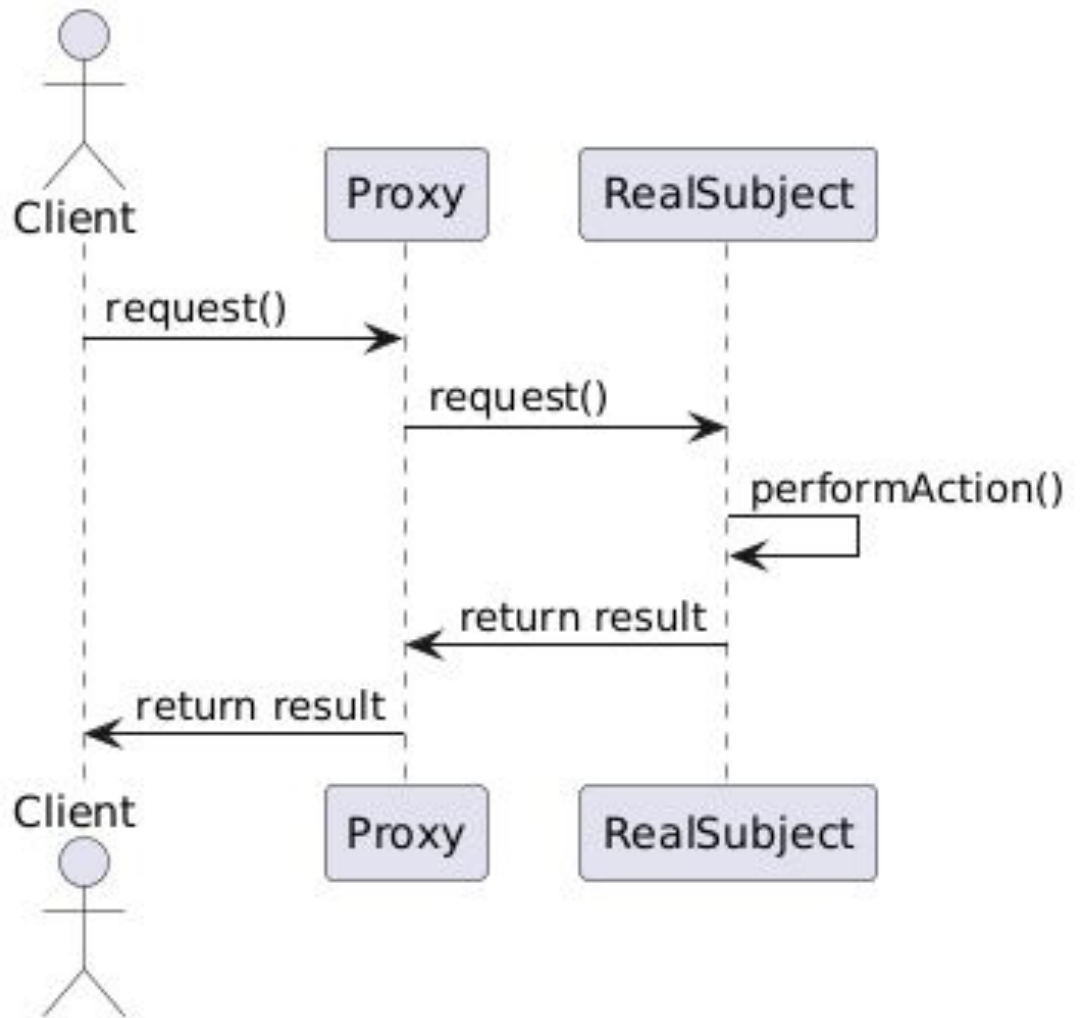 Client
Proxy
RealSubject
request()
request()
performAction()
return result
return result
Client
Proxy
RealSubject